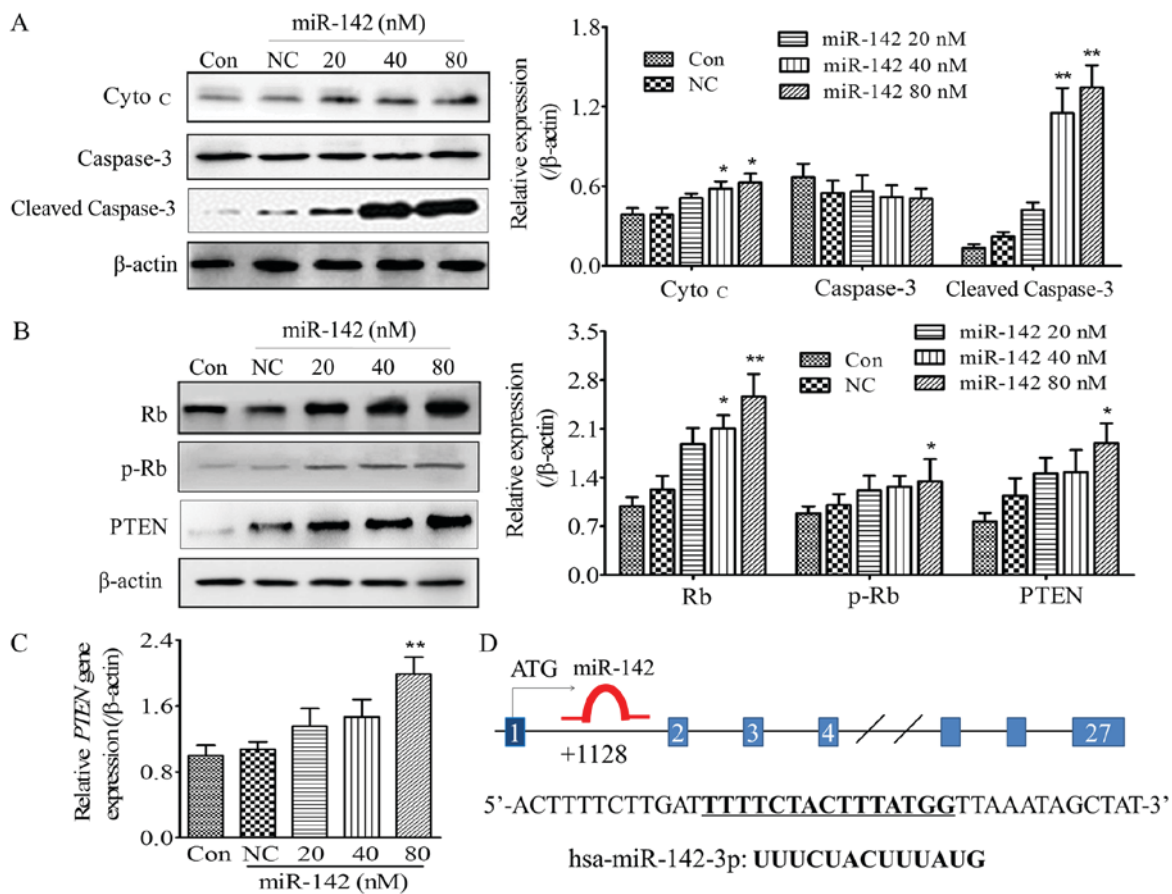 A
miR-142 (nM)
Con NC 20 40 80
Cyto c
Caspase-3
Cleaved Caspase-3
β-actin
Relative expression
(/β-actin)
1.8
1.2
0.6
0.0
Con
NC
miR-142 20 nM
miR-142 40 nM
miR-142 80 nM
* *
** **
Cyto c Caspase-3 Cleaved Caspase-3
B
miR-142 (nM)
Con NC 20 40 80
Rb
p-Rb
PTEN
β-actin
Relative expression
(/β-actin)
3.5
2.8
2.1
1.4
0.7
0.0
Con
NC
miR-142 20 nM
miR-142 40 nM
miR-142 80 nM
* **
*
*
Rb p-Rb PTEN
C
Relative PTEN gene
expression (/β-actin)
2.4
1.6
0.8
0.0
**
Con NC 20 40 80
miR-142 (nM)
D
ATG miR-142
1 2 3 4 27
+1128
5’-ACTTTTCTTGATTTTTCTACTTTATGGTTAAATAGCTAT-3’
hsa-miR-142-3p: UUUCUACUUUAUG